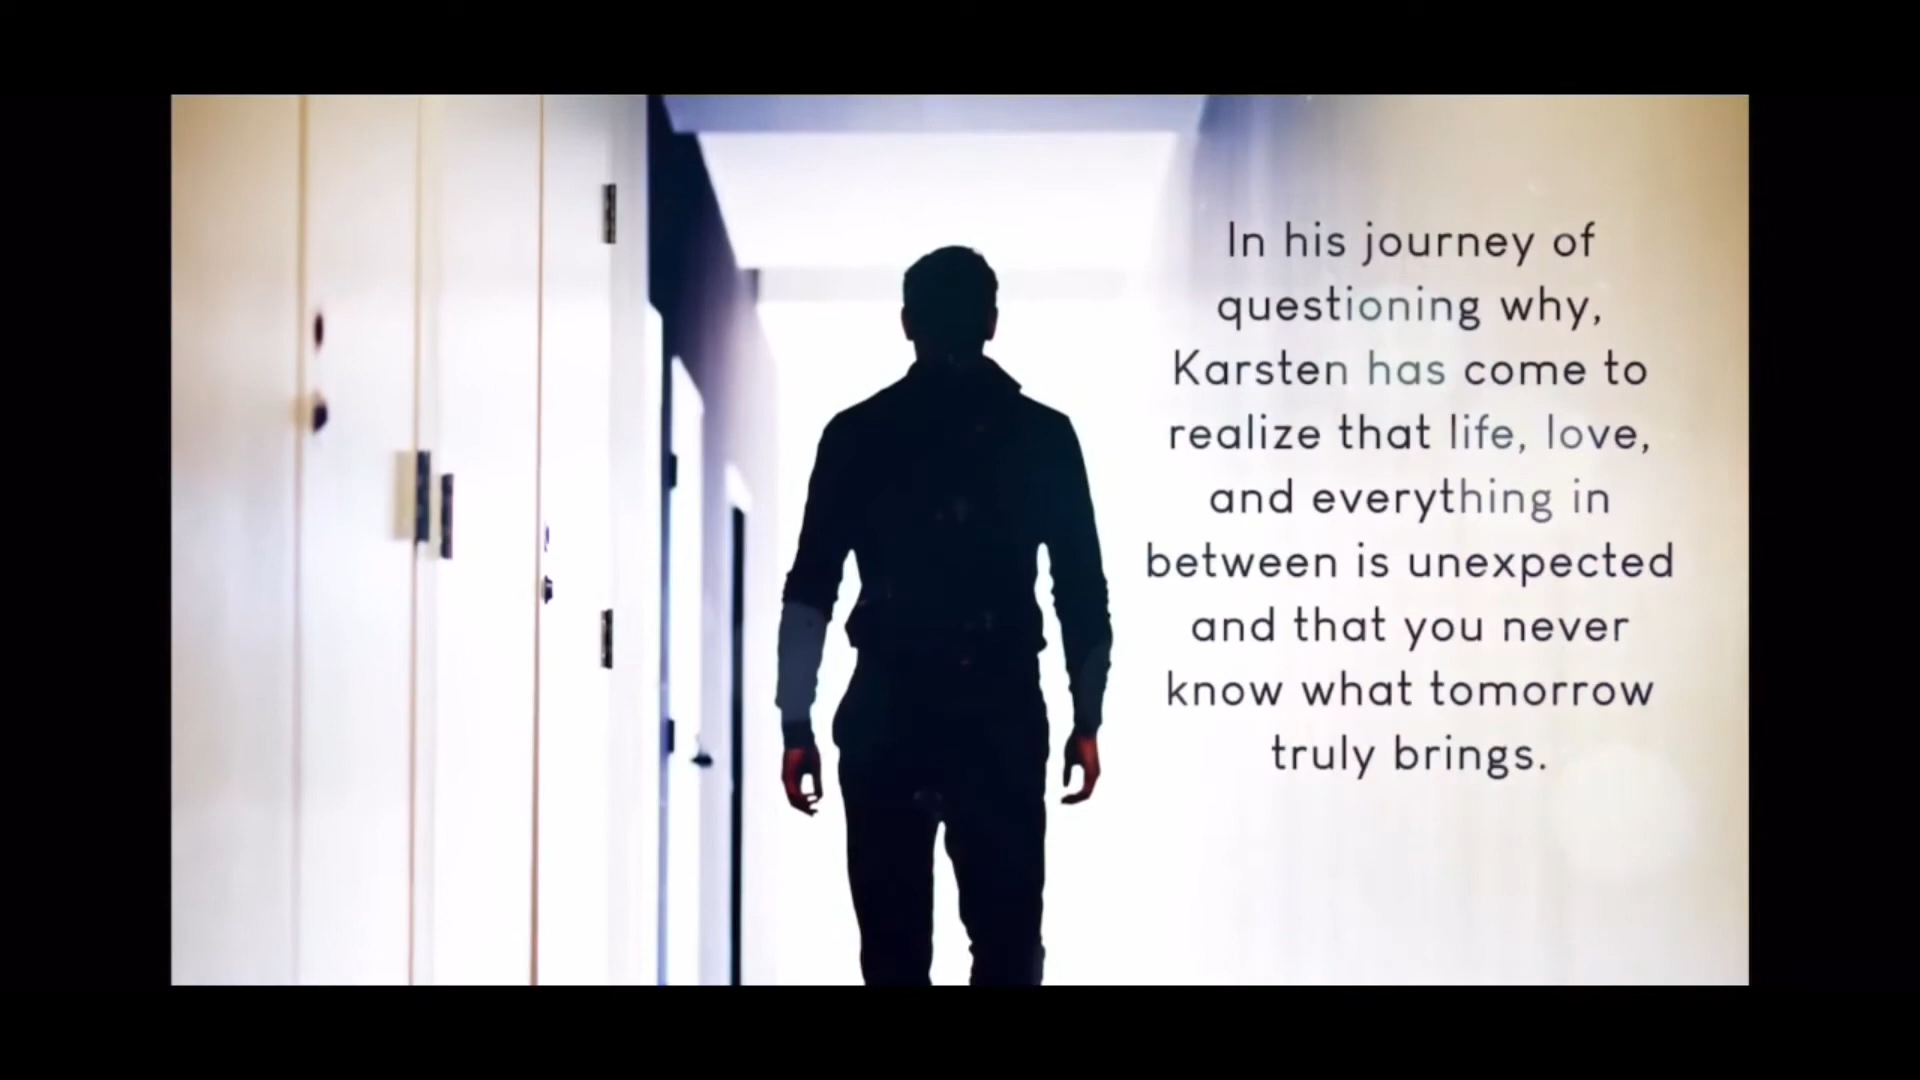 In his journey of
questioning why,
Karsten has come to
realize that life, love,
and everything in
between is unexpected
and that you never
know what tomorrow
truly brings.